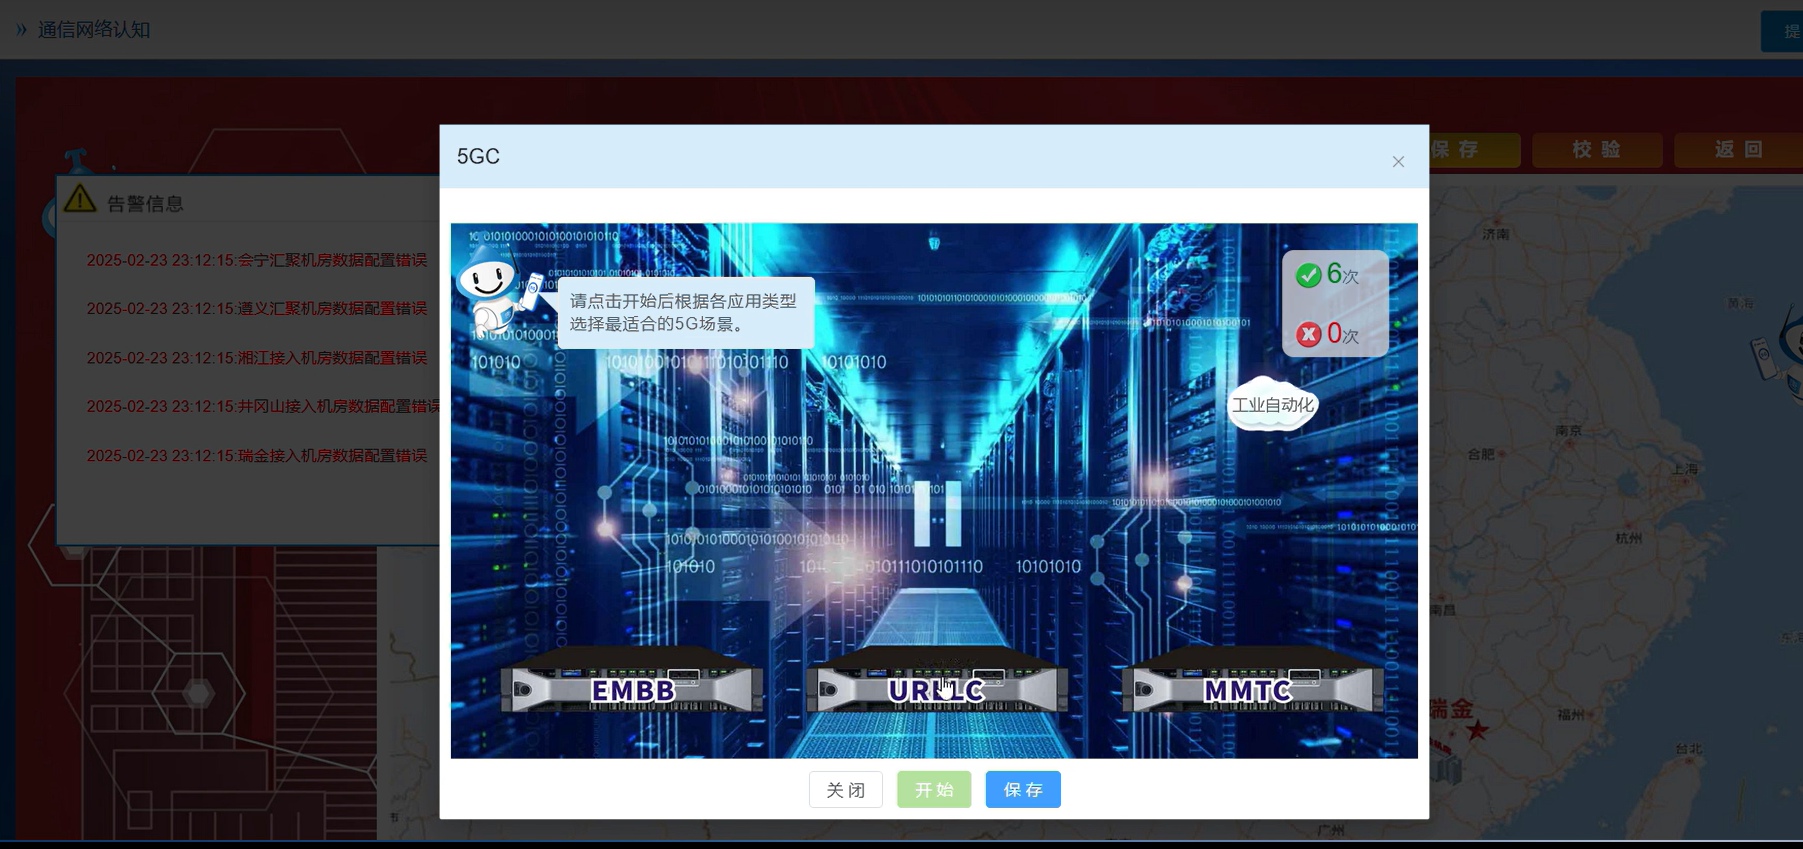 » 通信网络认知
提
保 存
校 验
返 回
告警信息
2025-02-23 23:12:15:会宁汇聚机房数据配置错误
2025-02-23 23:12:15:遵义汇聚机房数据配置错误
2025-02-23 23:12:15:湘江接入机房数据配置错误
2025-02-23 23:12:15:井冈山接入机房数据配置错误
2025-02-23 23:12:15:瑞金接入机房数据配置错误
5GC
×
请点击开始后根据各应用类型
选择最适合的5G场景。
6次
0次
工业自动化
101010
10101010
101010
10101010
EMBB
URLLC
MMTC
关 闭
开 始
保 存
济南
黄海
南京
合肥
上海
杭州
南昌
瑞金
福州
台北
广州